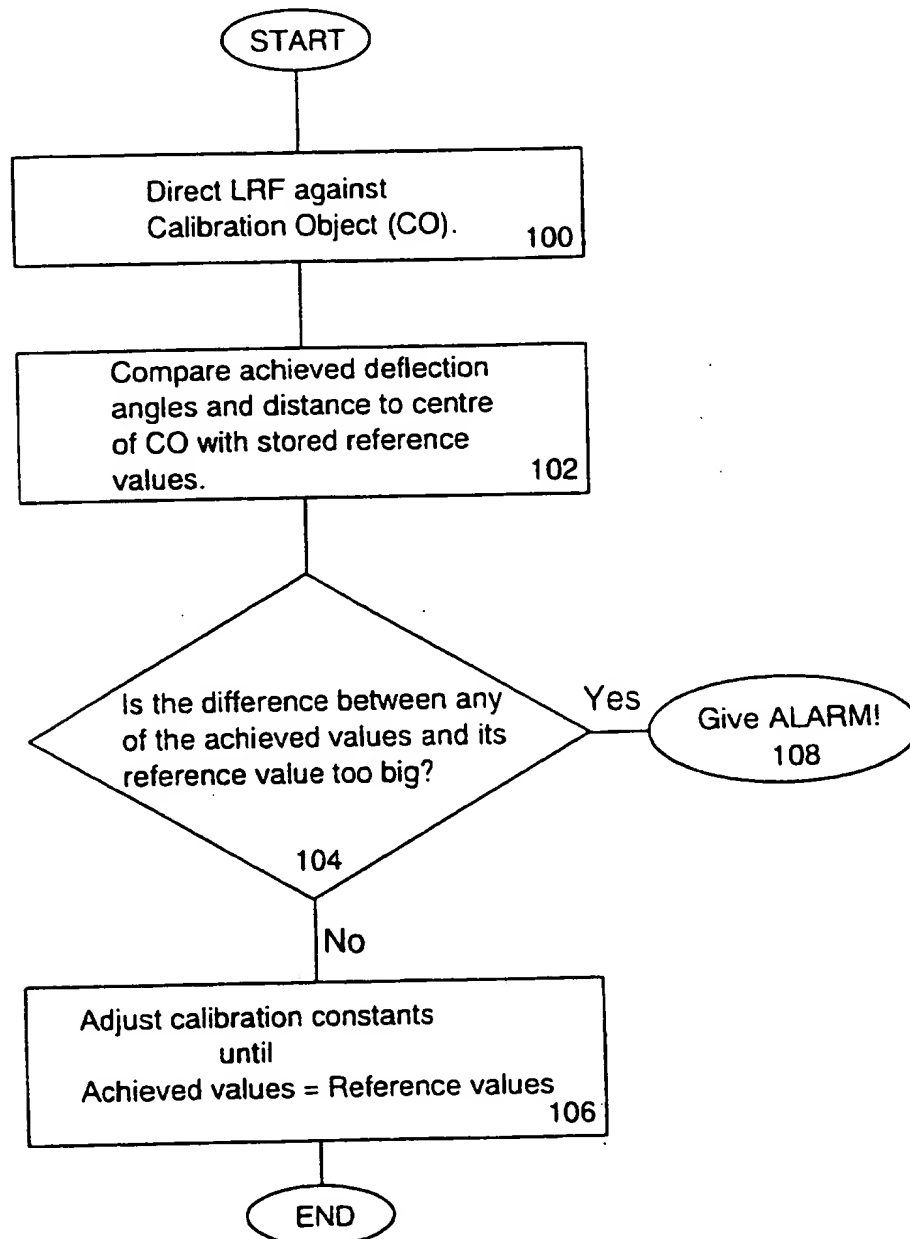 START
Direct LRF against
Calibration Object (CO).
100
Compare achieved deflection
angles and distance to centre
of CO with stored reference
values.
102
Is the difference between any
of the achieved values and its
reference value too big?
104
Yes
Give ALARM!
108
No
Adjust calibration constants
until
Achieved values = Reference values
106
END